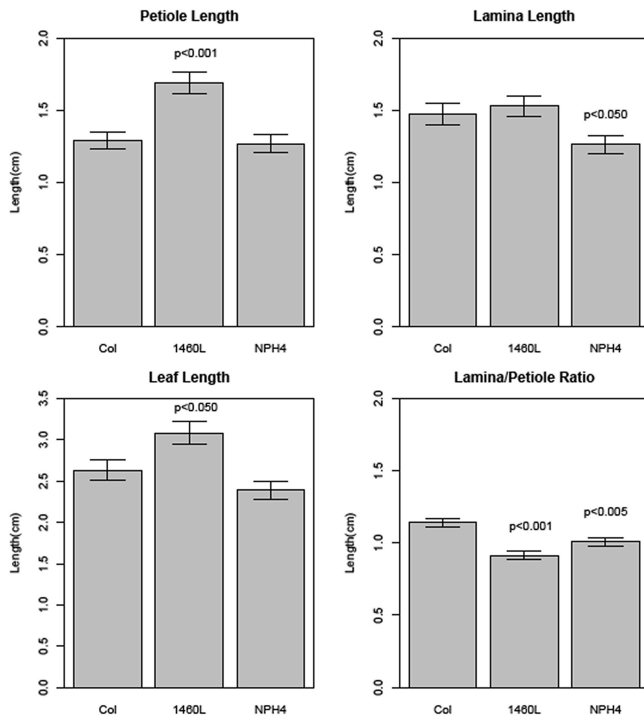 Petiole Length
2.0
1.5
1.0
0.5
0.0
Length(cm)
p<0.001
Col 1460L NPH4
Lamina Length
2.0
1.5
1.0
0.5
0.0
Length(cm)
p<0.050
Col 1460L NPH4
Leaf Length
3.5
3.0
2.5
2.0
1.5
1.0
0.5
0.0
Length(cm)
p<0.050
Col 1460L NPH4
Lamina/Petiole Ratio
2.0
1.5
1.0
0.5
0.0
Length(cm)
p<0.001
p<0.005
Col 1460L NPH4